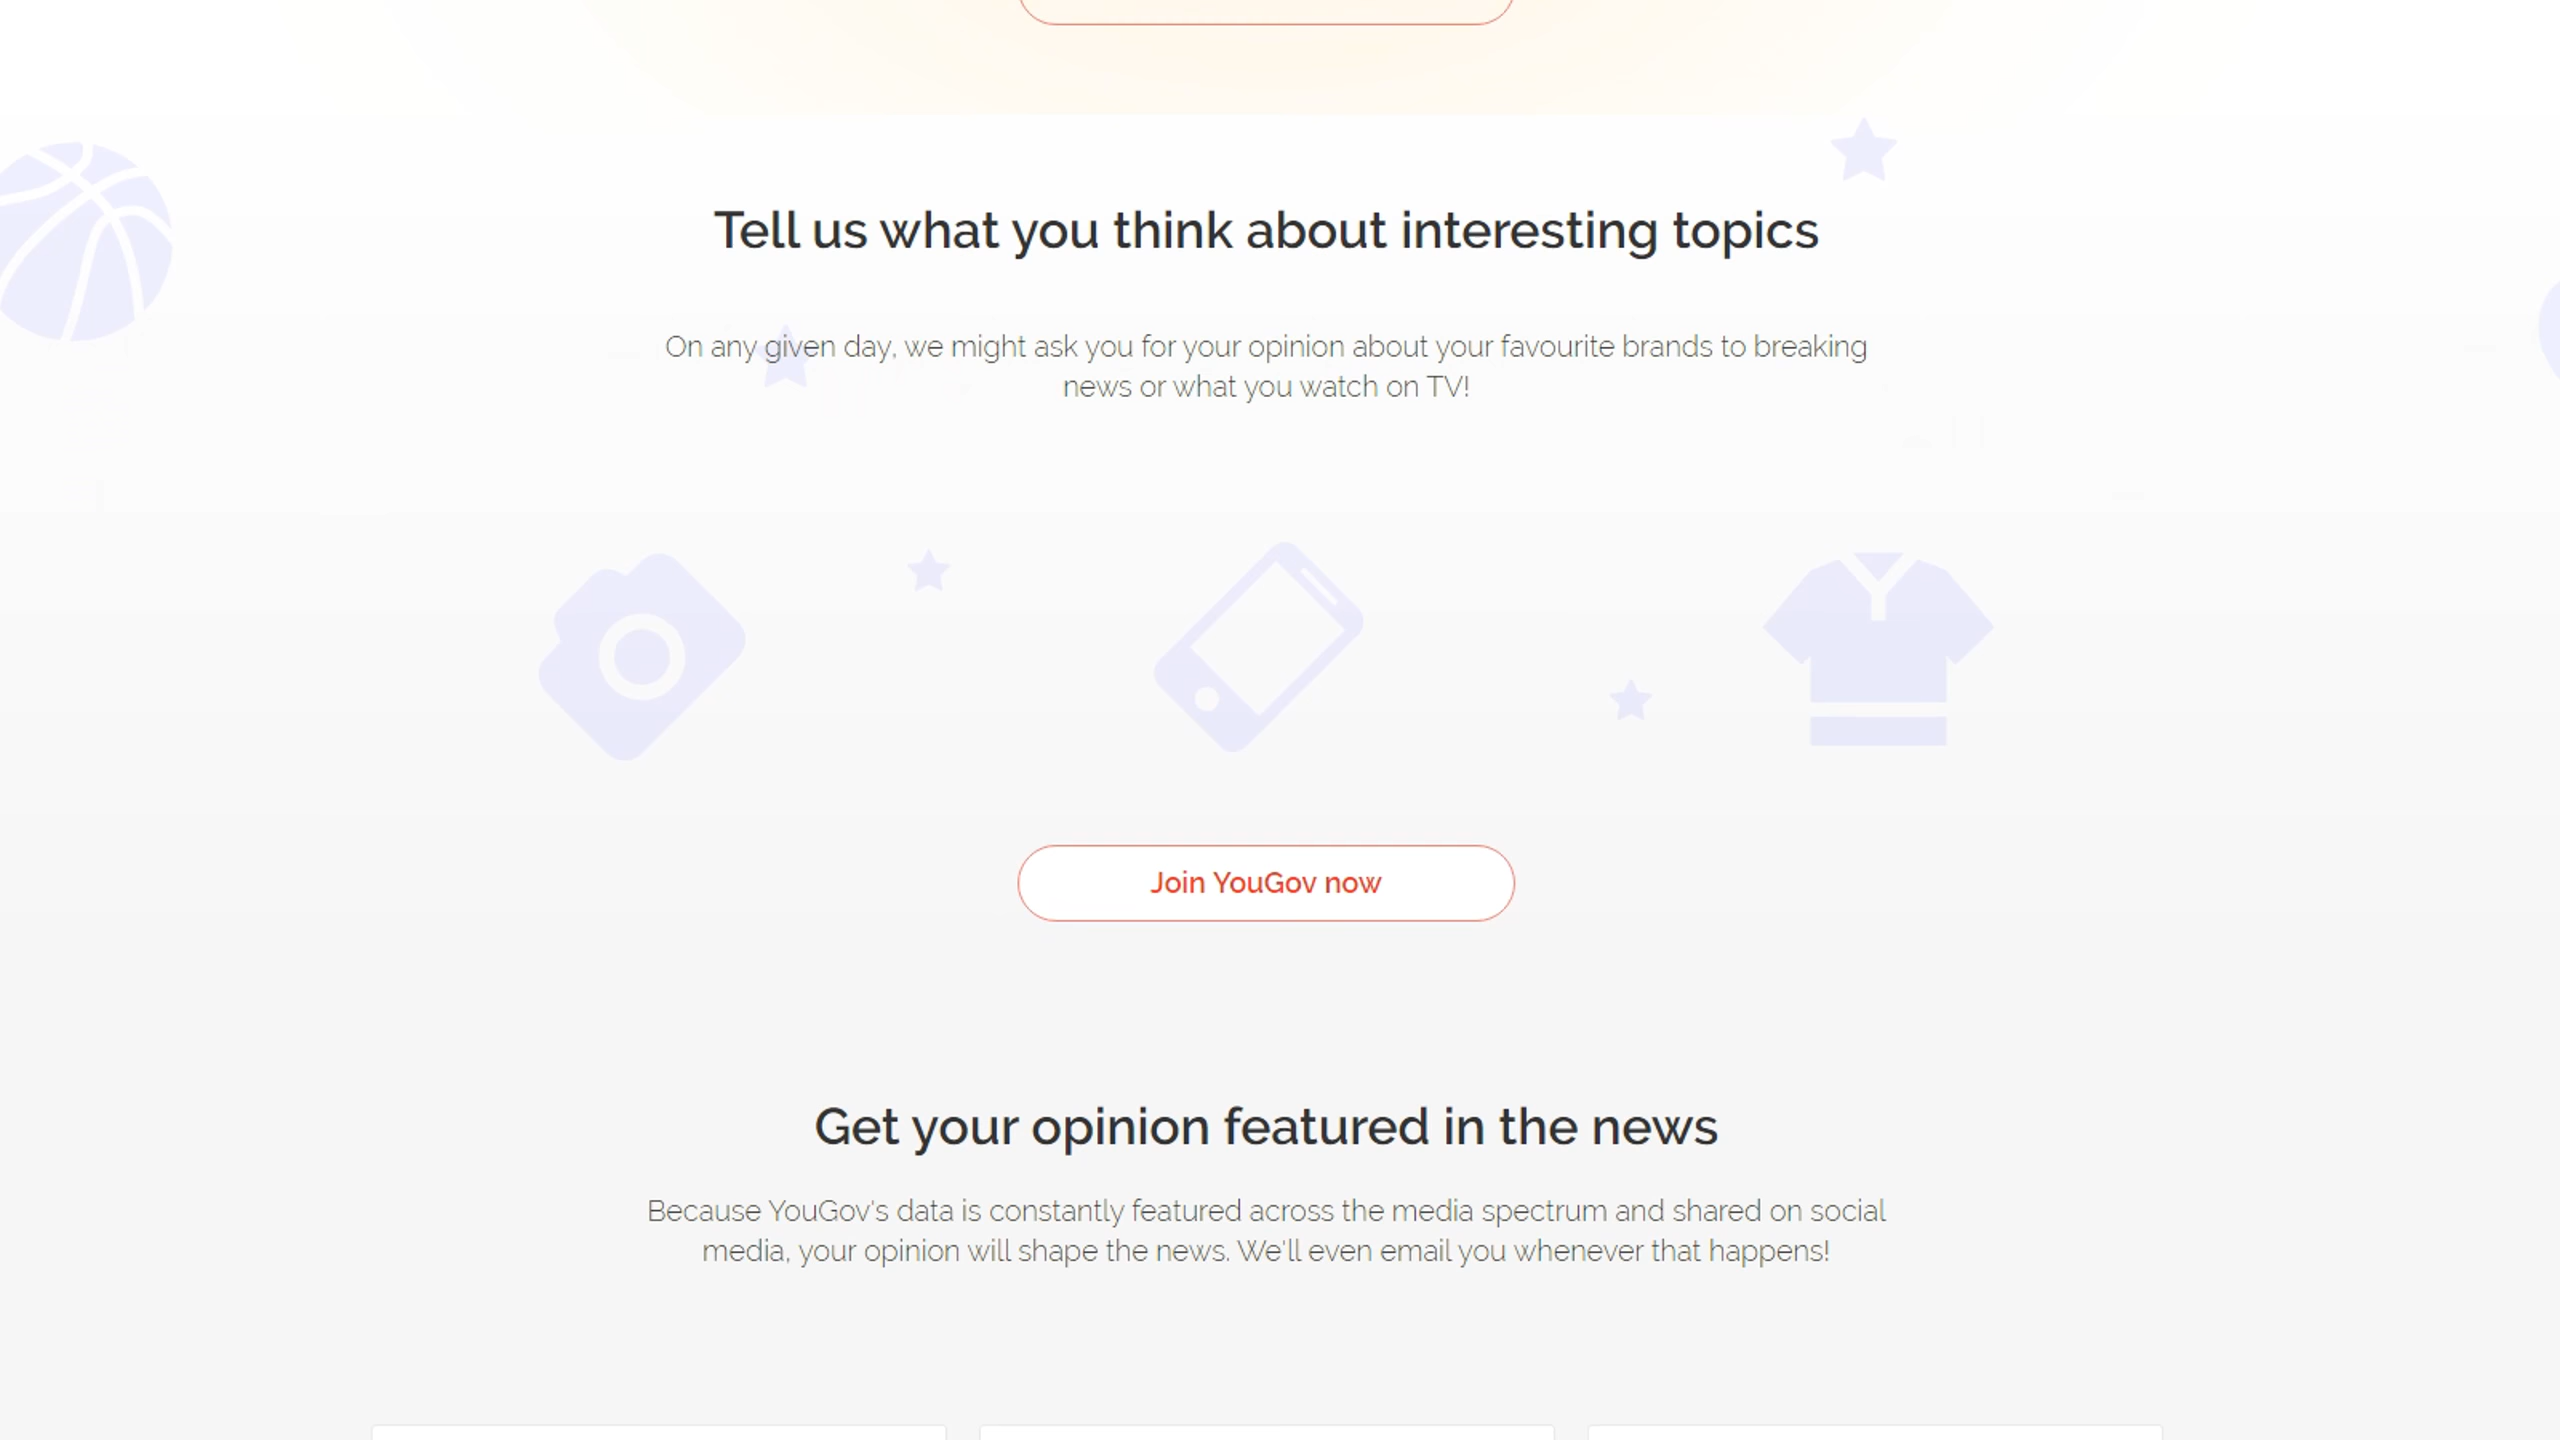 Tell us what you think about interesting topics
On any given day, we might ask you for your opinion about your favourite brands to breaking
news or what you watch on TV!
Join YouGov now
Get your opinion featured in the news
Because YouGov's data is constantly featured across the media spectrum and shared on social
media, your opinion will shape the news. We'll even email you whenever that happens!